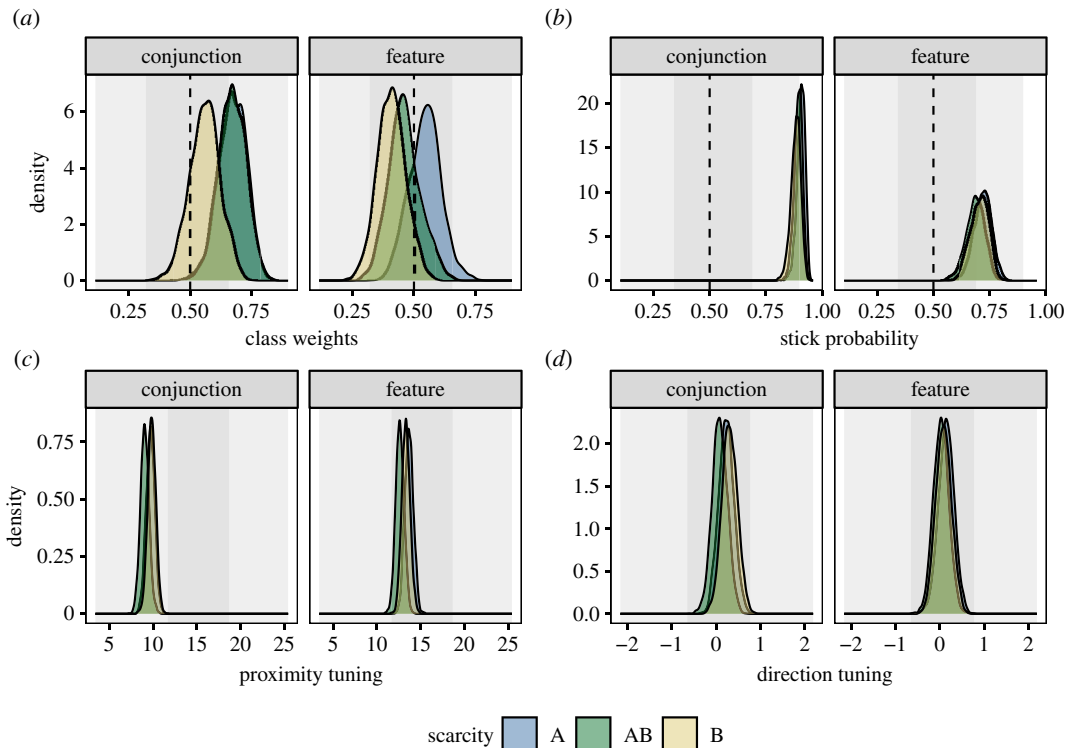 (a)
conjunction
feature
density
6
4
2
0
0.25 0.50 0.75
0.25 0.50 0.75
class weights
(b)
conjunction
feature
20
15
10
5
0
0.25 0.50 0.75 1.00
0.25 0.50 0.75 1.00
stick probability
(c)
conjunction
feature
density
0.75
0.50
0.25
0
5 10 15 20 25
5 10 15 20 25
proximity tuning
(d)
conjunction
feature
2.0
1.5
1.0
0.5
0.0
−2 −1 0 1 2
−2 −1 0 1 2
direction tuning
scarcity A AB B